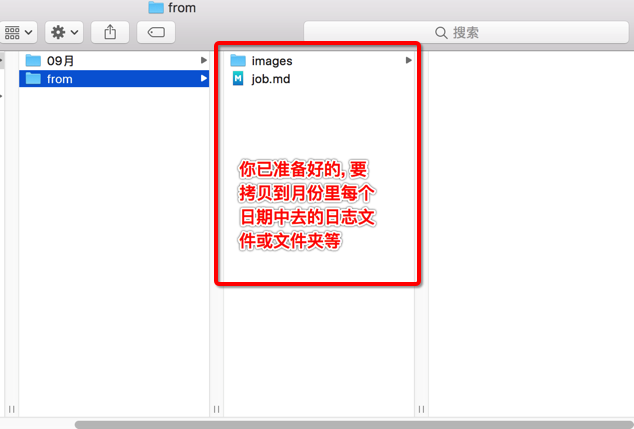 from
搜索
09月
from
images
job.md
你已准备好的, 要
拷贝到月份里每个
日期中去的日志文
件或文件夹等